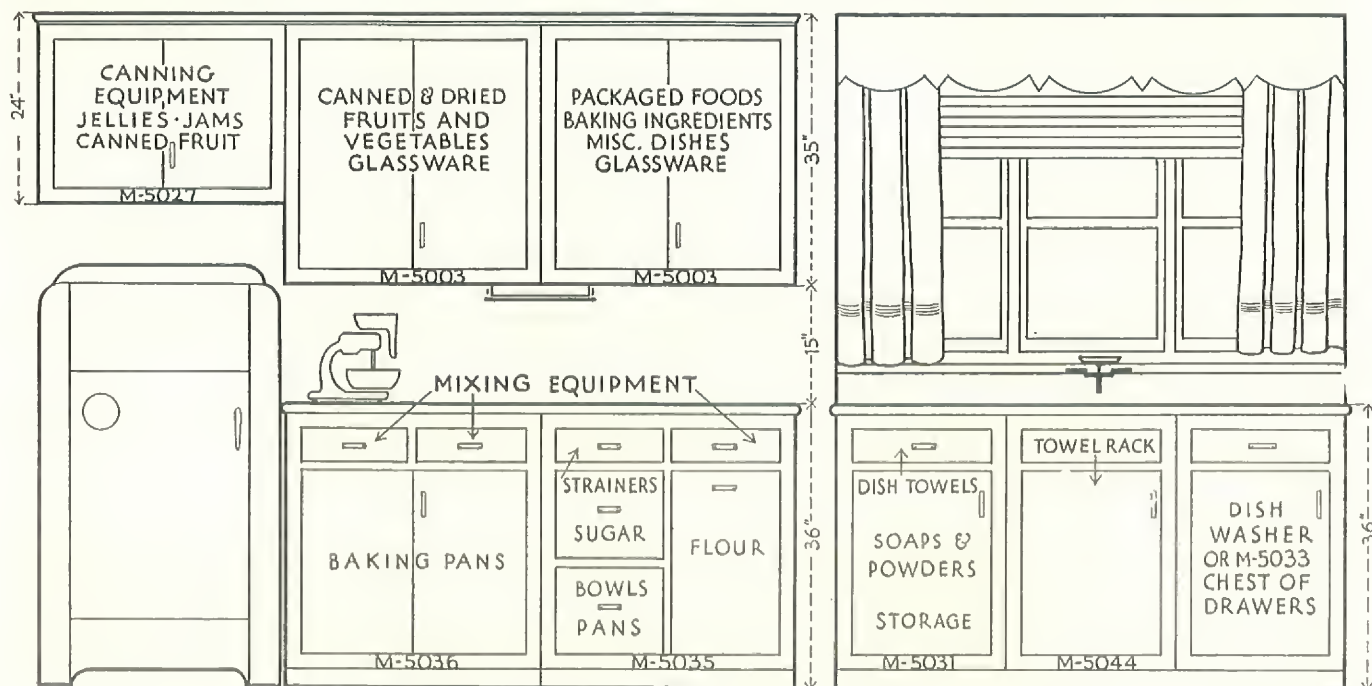 24"
CANNING
EQUIPMENT
JELLIES·JAMS
CANNED FRUIT
M-5027
CANNED & DRIED
FRUITS AND
VEGETABLES
GLASSWARE
M-5003
PACKAGED FOODS
BAKING INGREDIENTS
MISC. DISHES
GLASSWARE
M-5003
35"
15"
MIXING EQUIPMENT
BAKING PANS
M-5036
STRAINERS
SUGAR
BOWLS
PANS
FLOUR
M-5035
36"
DISH TOWELS
SOAPS &
POWDERS
STORAGE
M-5031
TOWEL RACK
M-5044
DISH
WASHER
OR M-5033
CHEST OF
DRAWERS
36"